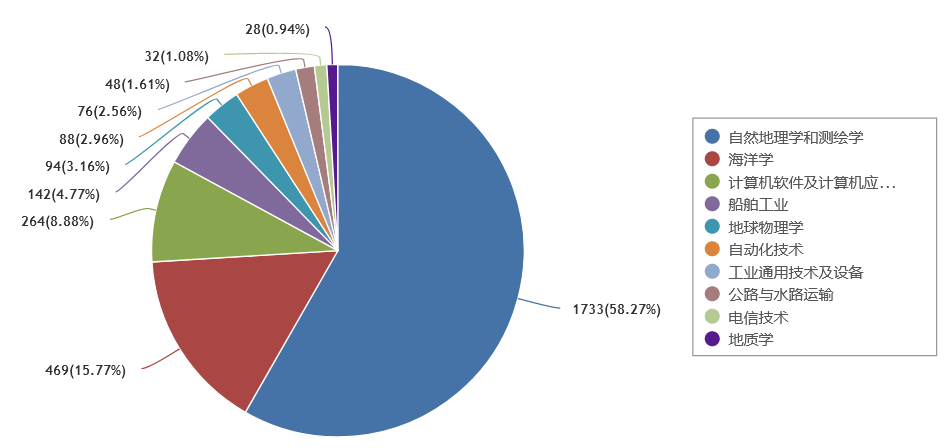 28(0.94%)
32(1.08%)
48(1.61%)
76(2.56%)
88(2.96%)
94(3.16%)
142(4.77%)
264(8.88%)
469(15.77%)
1733(58.27%)
自然地理学和测绘学
海洋学
计算机软件及计算机应...
船舶工业
地球物理学
自动化技术
工业通用技术及设备
公路与水路运输
电信技术
地质学